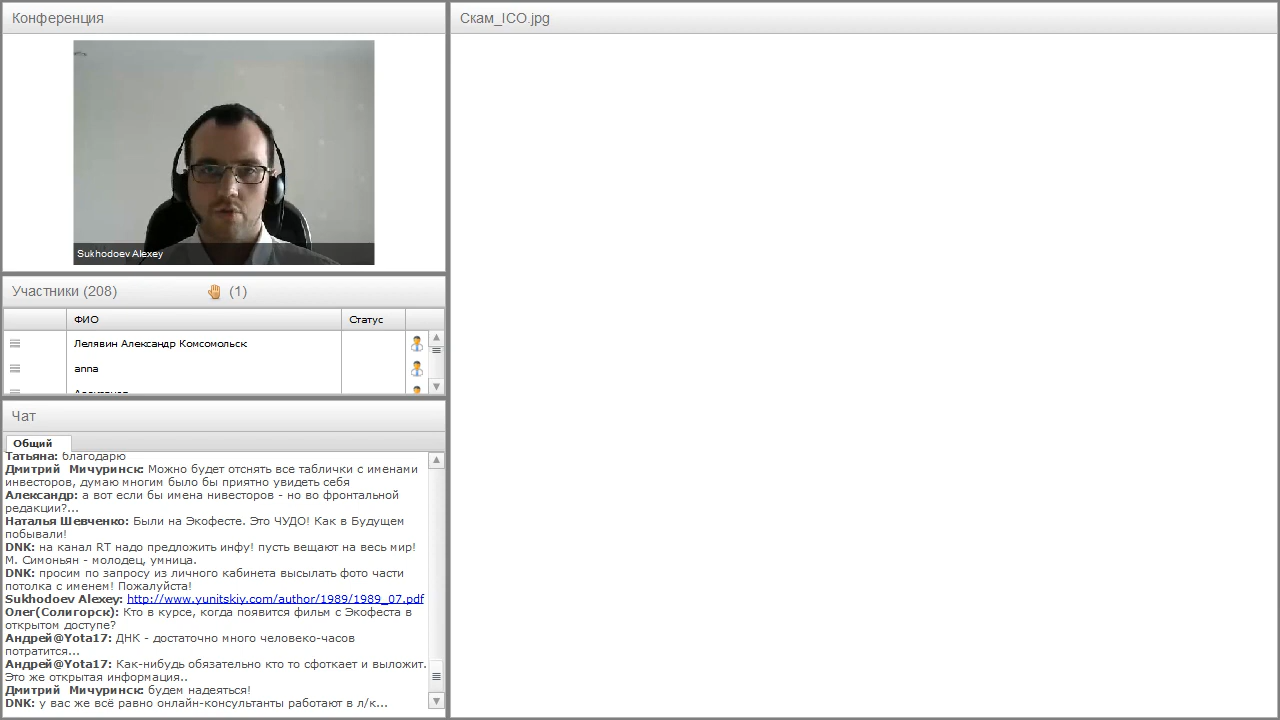 Конференция
Скам_ICO.jpg
Sukhodoev Alexey
Участники (208)
(1)
ФИО
Статус
Лелявин Александр Комсомольск
anna
Чат
Общий
Татьяна: благодарю
Дмитрий Мичуринск: Можно будет отснять все таблички с именами
инвесторов, думаю многим было бы приятно увидеть себя
Александр: а вот если бы имена нивесторов - но во фронтальной
редакции?...
Наталья Шевченко: Были на Экофесте. Это ЧУДО! Как в Будущем
побывали!
DNK: на канал RT надо предложить инфу! пусть вещают на весь мир!
М. Симоньян - молодец, умница.
DNK: просим по запросу из личного кабинета высылать фото части
потолка с именем! Пожалуйста!
Sukhodoev Alexey: http://www.yunitskiy.com/author/1989/1989_07.pdf
Олег(Солигорск): Кто в курсе, когда появится фильм с Экофеста в
открытом доступе?
Андрей@Yota17: ДНК - достаточно много человеко-часов
потратится...
Андрей@Yota17: Как-нибудь обязательно кто то сфоткает и выложит.
Это же открытая информация..
Дмитрий Мичуринск: будем надеяться!
DNK: у вас же всё равно онлайн-консультанты работают в л/к...